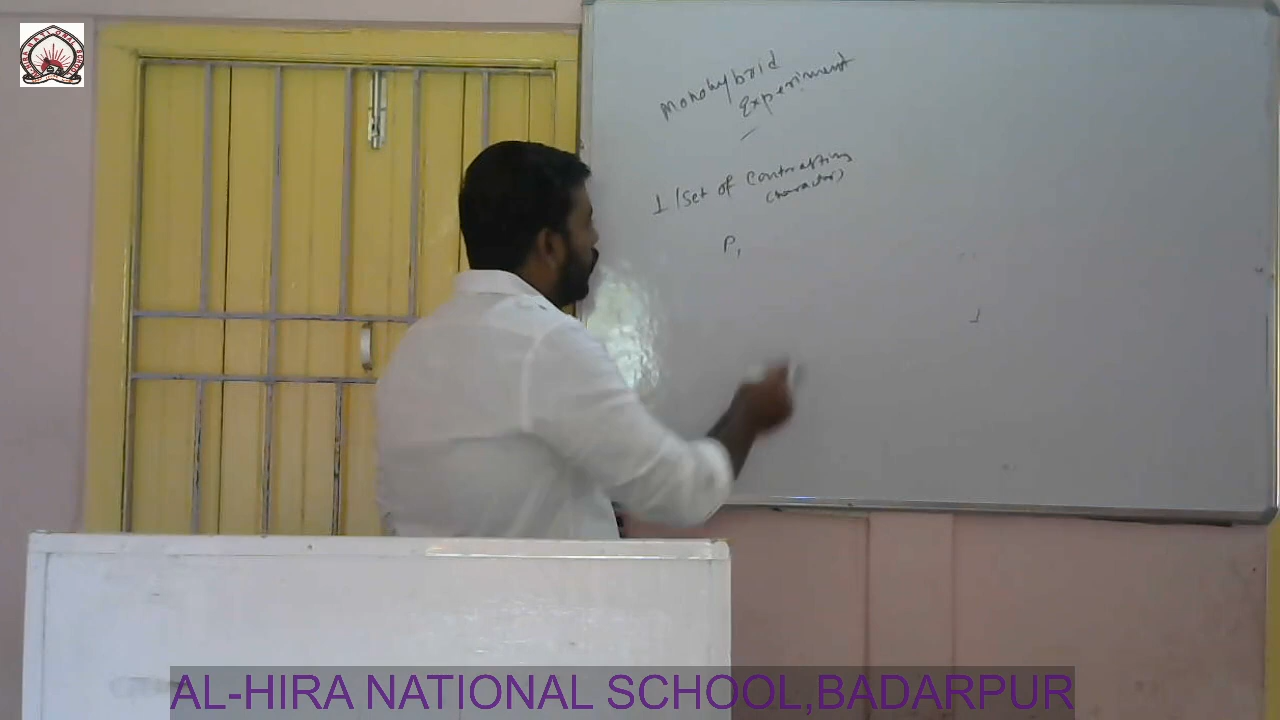 Monohybrid
Experiment
1 / Set of Contrasting
Character)
P1
AL-HIRA NATIONAL SCHOOL,BADARPUR